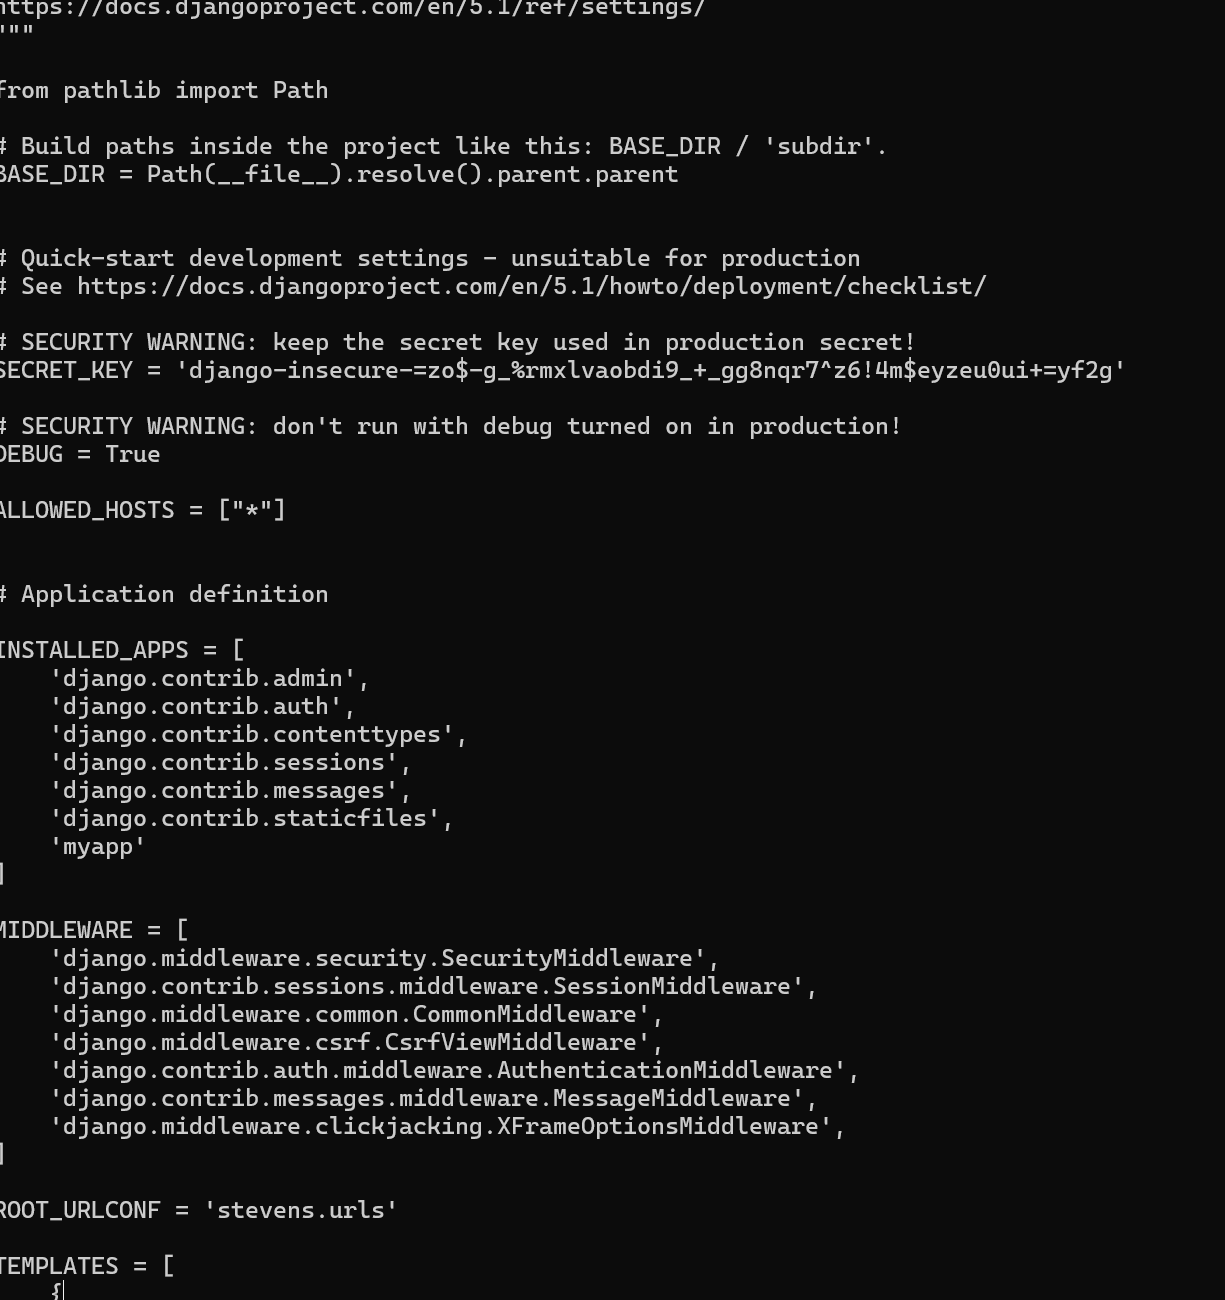 https://docs.djangoproject.com/en/5.1/ref/settings/
"""
from pathlib import Path
# Build paths inside the project like this: BASE_DIR / 'subdir'.
BASE_DIR = Path(__file__).resolve().parent.parent
# Quick-start development settings - unsuitable for production
# See https://docs.djangoproject.com/en/5.1/howto/deployment/checklist/
# SECURITY WARNING: keep the secret key used in production secret!
SECRET_KEY = 'django-insecure-=zo$-g_%rmxlvaobdi9_+_gg8nqr7^z6!4m$eyzeu0ui+=yf2g'
# SECURITY WARNING: don't run with debug turned on in production!
DEBUG = True
ALLOWED_HOSTS = ["*"]
# Application definition
INSTALLED_APPS = [
    'django.contrib.admin',
    'django.contrib.auth',
    'django.contrib.contenttypes',
    'django.contrib.sessions',
    'django.contrib.messages',
    'django.contrib.staticfiles',
    'myapp'
]
MIDDLEWARE = [
    'django.middleware.security.SecurityMiddleware',
    'django.contrib.sessions.middleware.SessionMiddleware',
    'django.middleware.common.CommonMiddleware',
    'django.middleware.csrf.CsrfViewMiddleware',
    'django.contrib.auth.middleware.AuthenticationMiddleware',
    'django.contrib.messages.middleware.MessageMiddleware',
    'django.middleware.clickjacking.XFrameOptionsMiddleware',
]
ROOT_URLCONF = 'stevens.urls'
TEMPLATES = [
    {